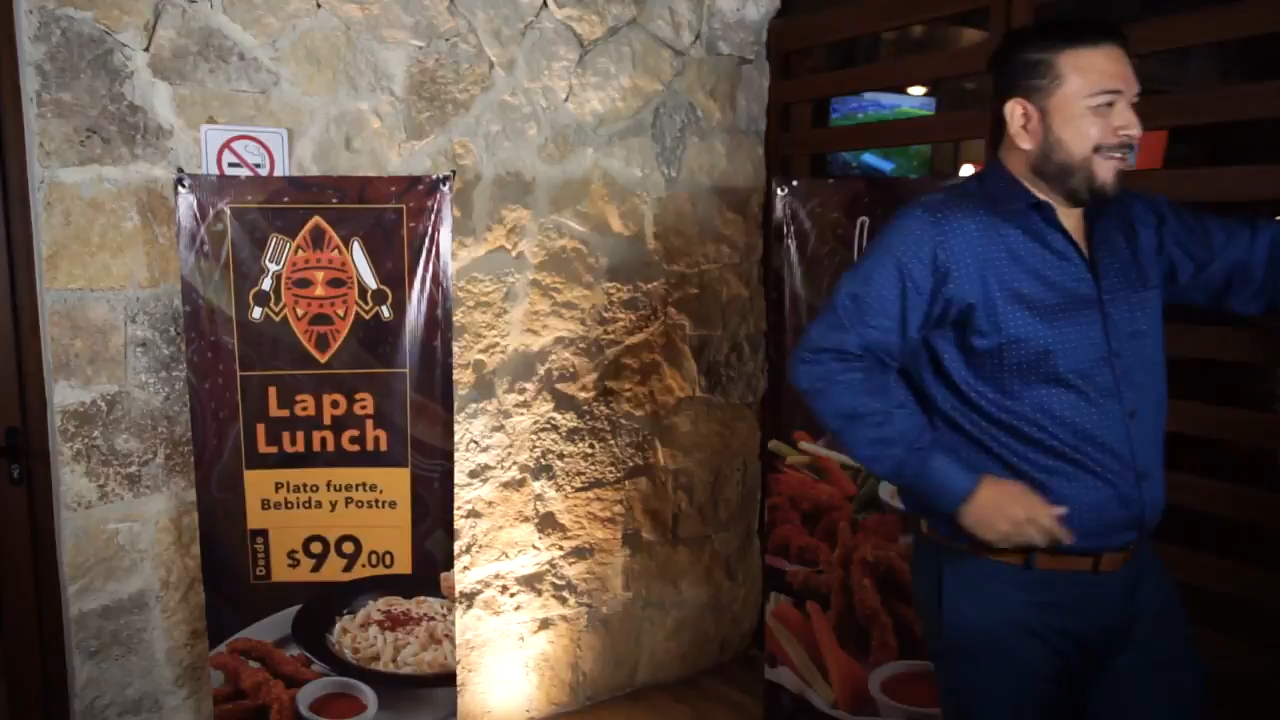 Lapa
Lunch
Plato fuerte,
Bebida y Postre
Desde
$99.00